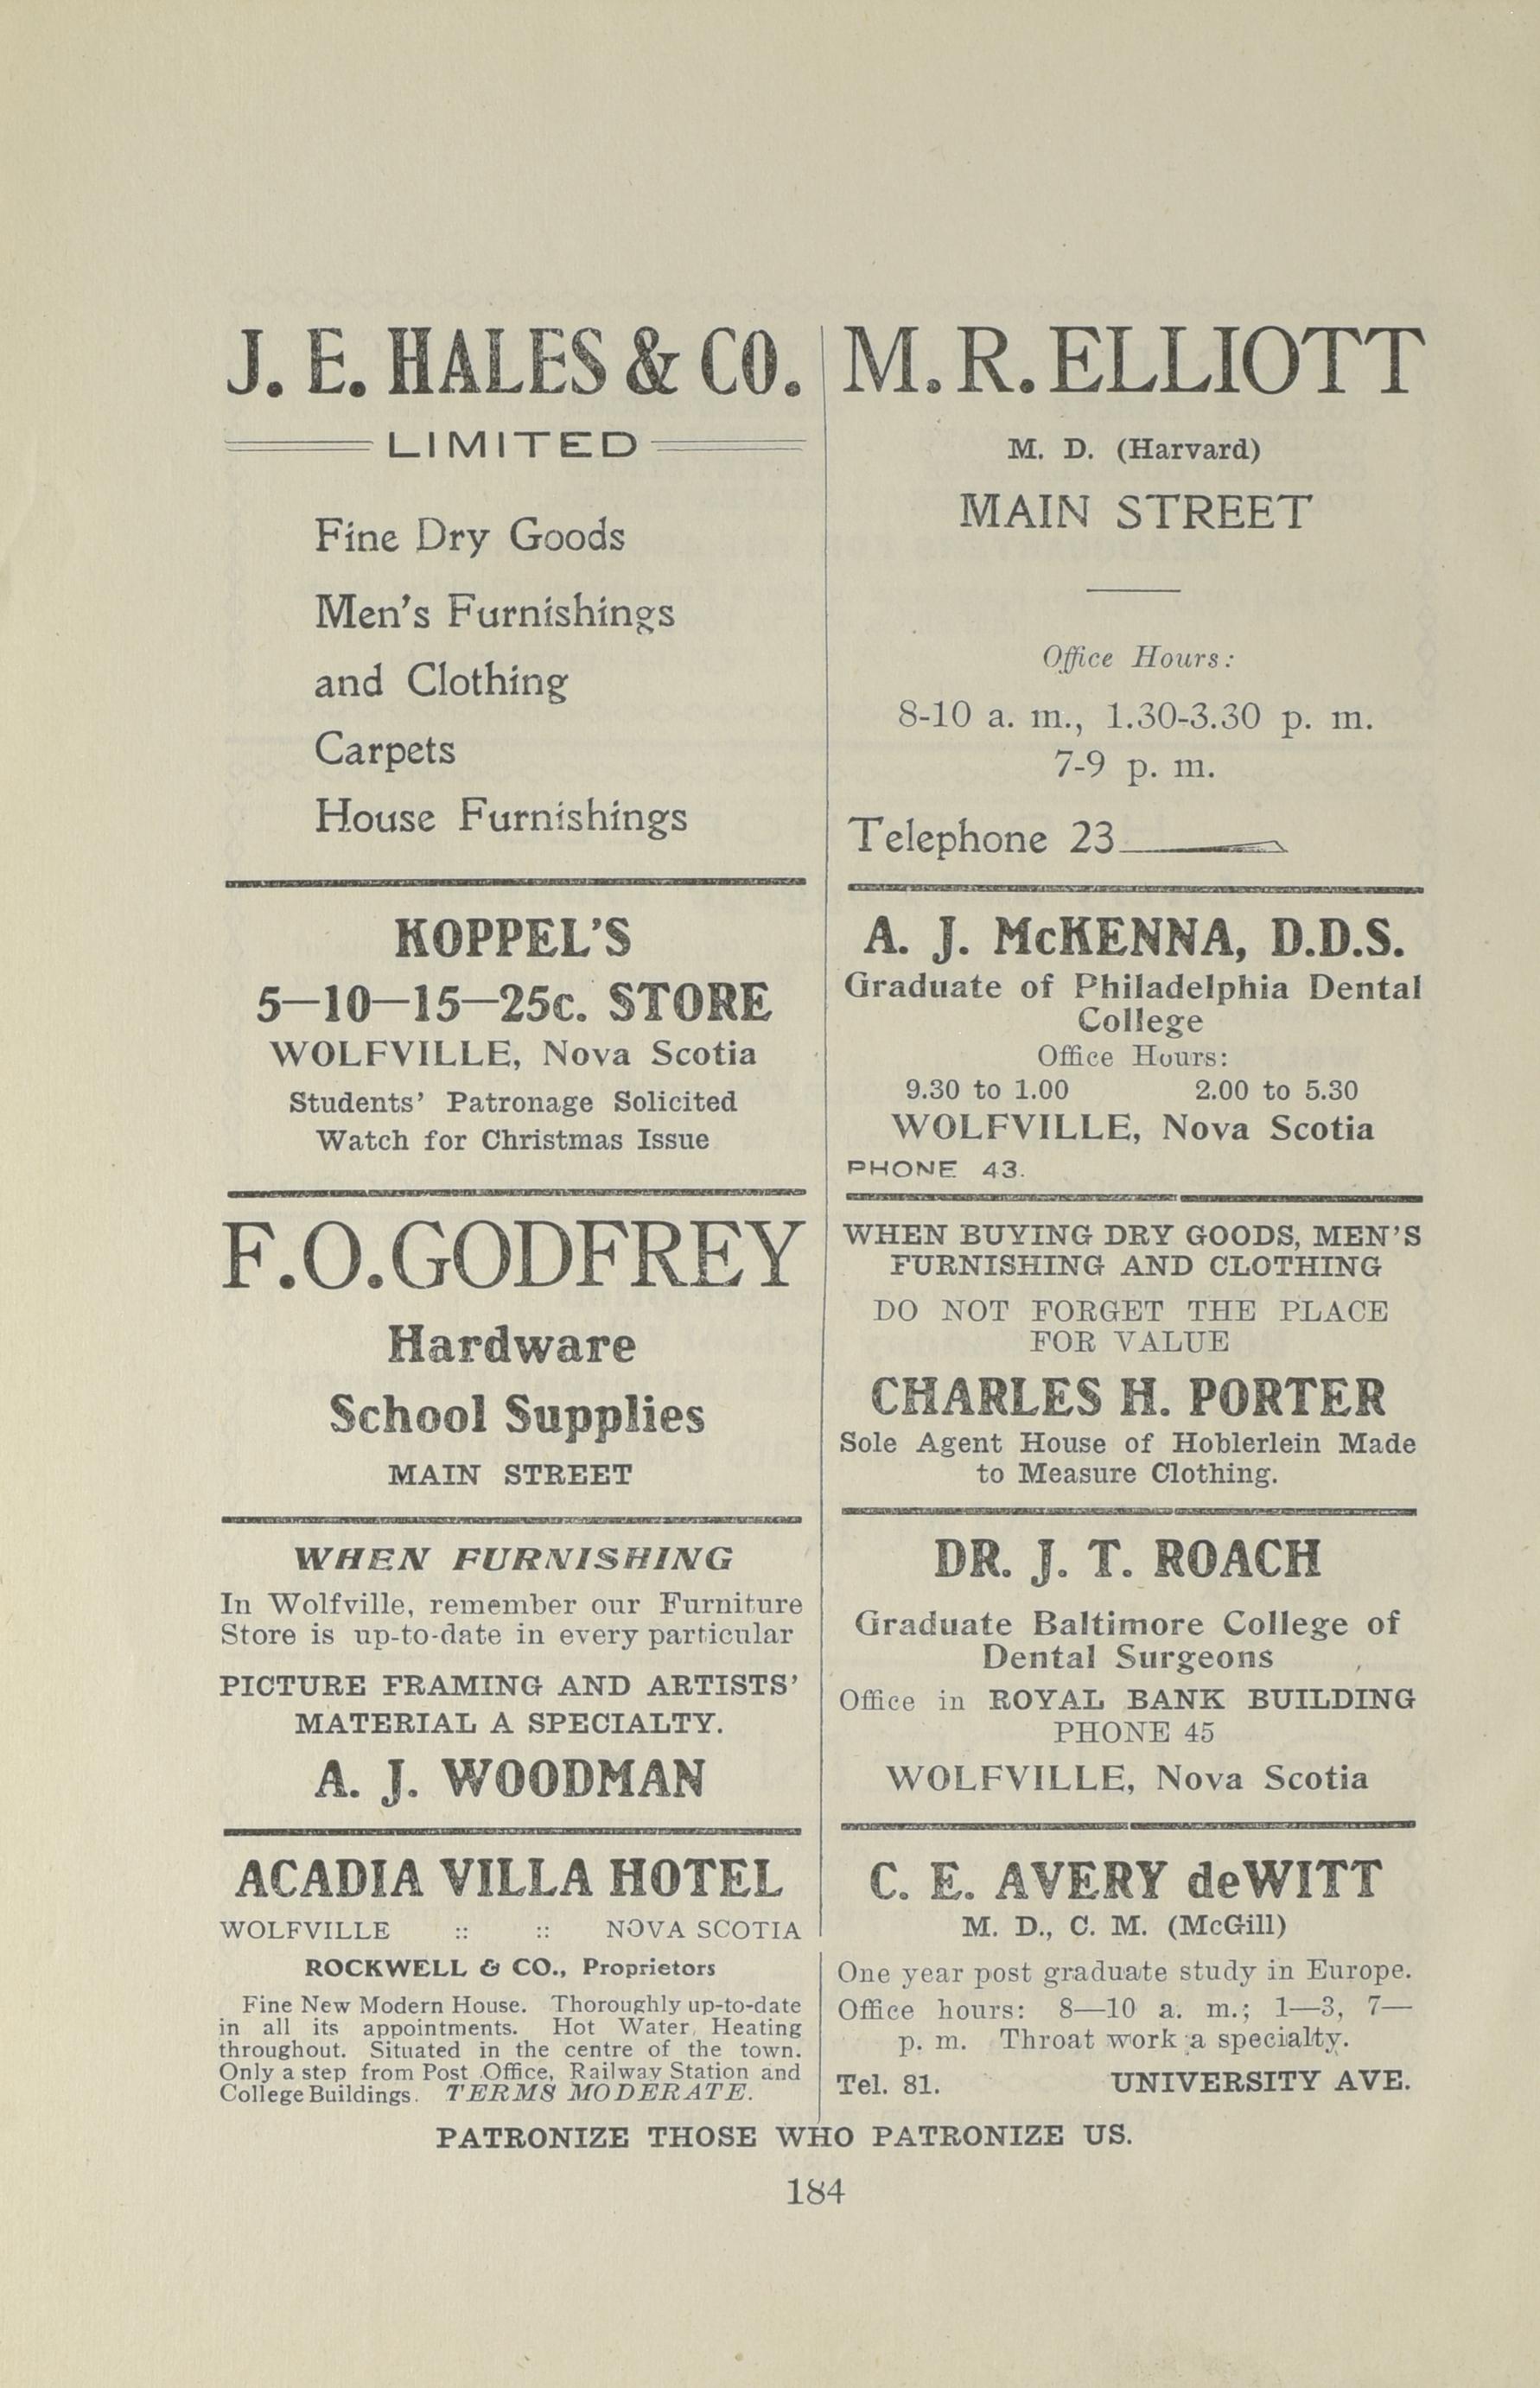 J. E. HALES & CO.
LIMITED
Fine Dry Goods
Men's Furnishings
and Clothing
Carpets
House Furnishings
KOPPEL'S
5—10—15—25c. STORE
WOLFVILLE, Nova Scotia
Students' Patronage Solicited
Watch for Christmas Issue
F. O. GODFREY
Hardware
School Supplies
MAIN STREET
WHEN FURNISHING
In Wolfville, remember our Furniture
Store is up-to-date in every particular
PICTURE FRAMING AND ARTISTS'
MATERIAL A SPECIALTY.
A. J. WOODMAN
ACADIA VILLA HOTEL
WOLFVILLE :: :: NOVA SCOTIA
ROCKWELL & CO., Proprietors
Fine New Modern House. Thoroughly up-to-date
in all its appointments. Hot Water Heating
throughout. Situated in the centre of the town.
Only a step from Post Office, Railway Station and
College Buildings. TERMS MODERATE.
M. R. ELLIOTT
M. D. (Harvard)
MAIN STREET
Office Hours:
8-10 a. m., 1.30-3.30 p. m.
7-9 p. m.
Telephone 23
A. J. McKENNA, D.D.S.
Graduate of Philadelphia Dental
College
Office Hours:
9.30 to 1.00 2.00 to 5.30
WOLFVILLE, Nova Scotia
PHONE 43.
WHEN BUYING DRY GOODS, MEN'S
FURNISHING AND CLOTHING
DO NOT FORGET THE PLACE
FOR VALUE
CHARLES H. PORTER
Sole Agent House of Hoblerlein Made
to Measure Clothing.
DR. J. T. ROACH
Graduate Baltimore College of
Dental Surgeons
Office in ROYAL BANK BUILDING
PHONE 45
WOLFVILLE, Nova Scotia
C. E. AVERY deWITT
M. D., C. M. (McGill)
One year post graduate study in Europe.
Office hours: 8—10 a. m.; 1—3, 7—
p. m. Throat work a specialty.
Tel. 81. UNIVERSITY AVE.
PATRONIZE THOSE WHO PATRONIZE US.
184